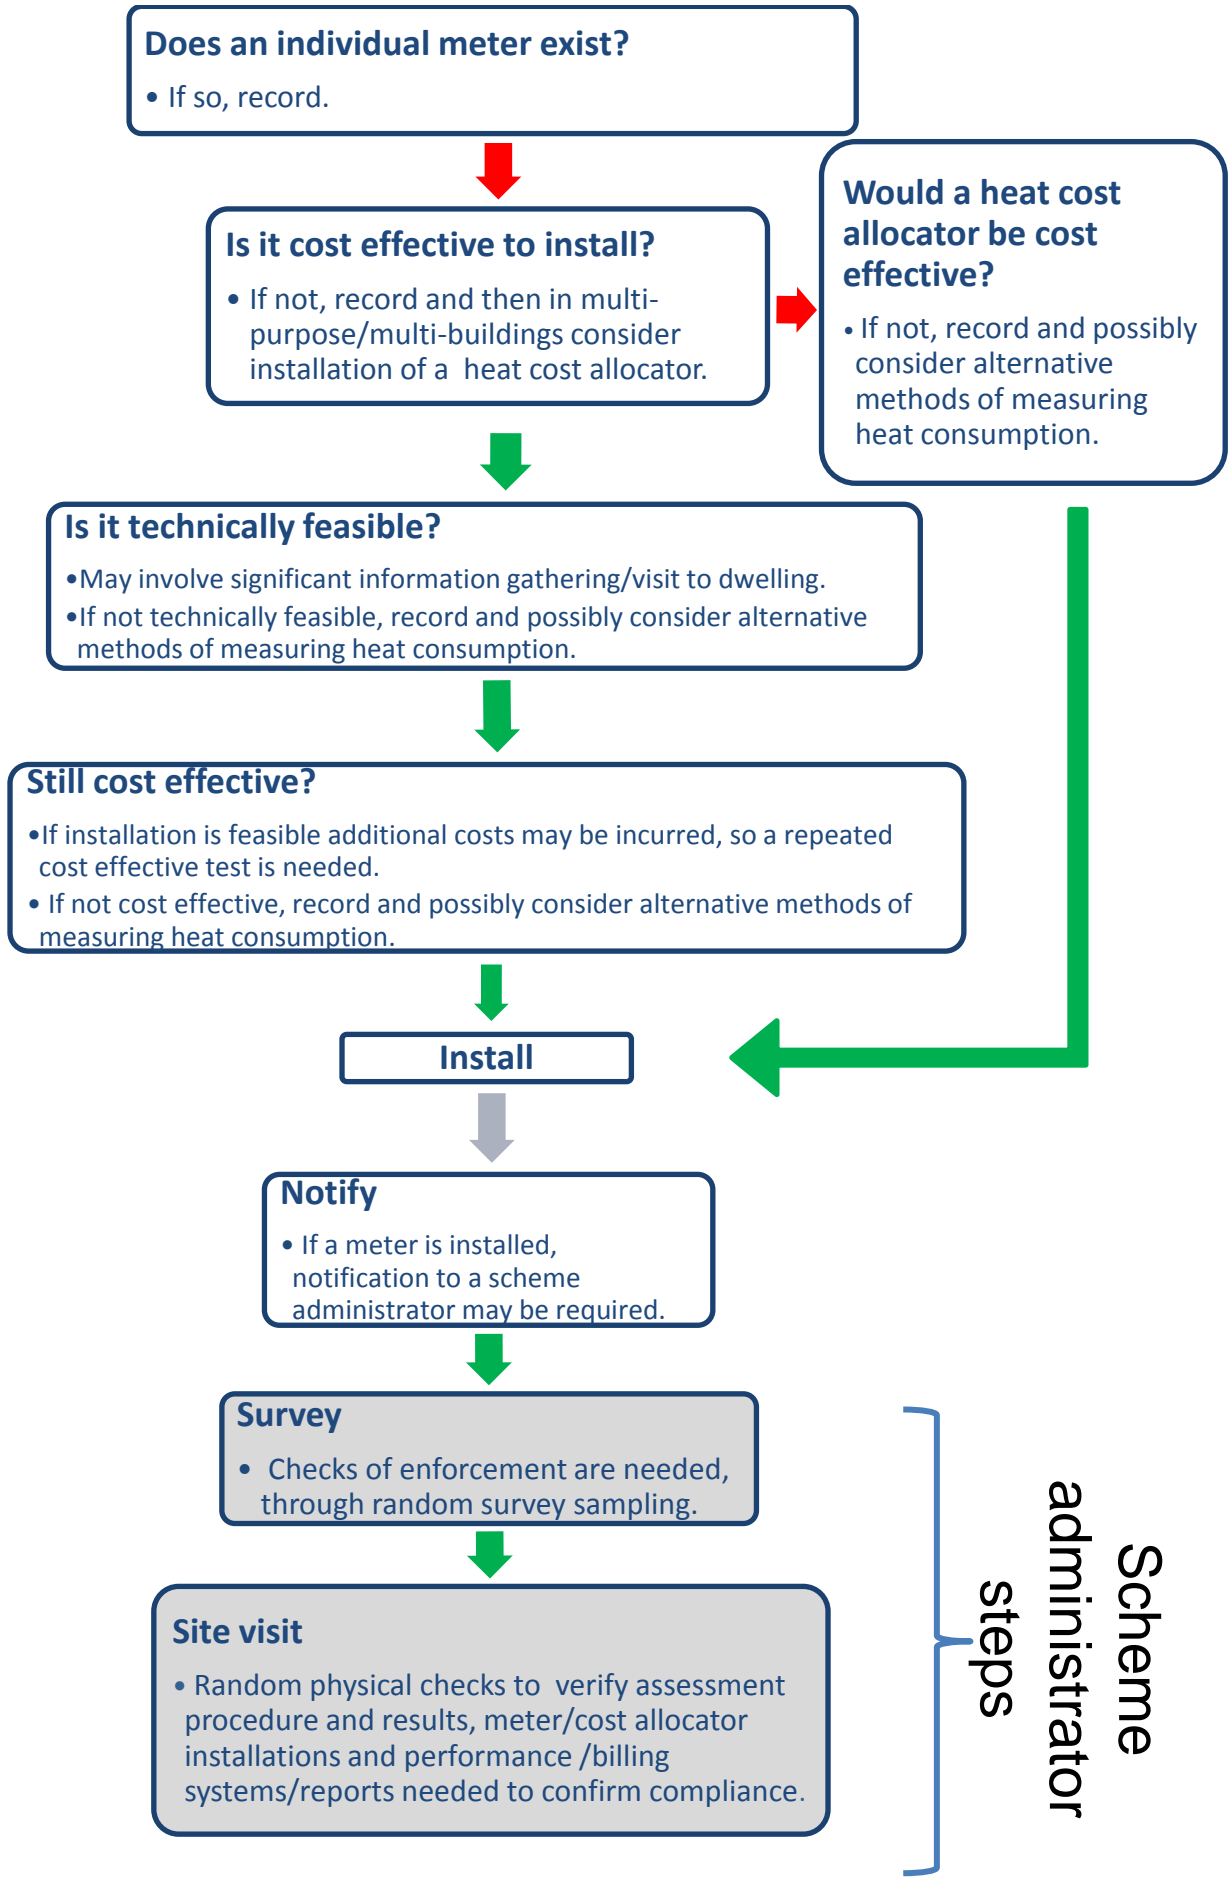 Does an individual meter exist?
• If so, record.
Is it cost effective to install?
• If not, record and then in multi-
purpose/multi-buildings consider
installation of a heat cost allocator.
Would a heat cost
allocator be cost
effective?
• If not, record and possibly
consider alternative
methods of measuring
heat consumption.
Is it technically feasible?
•May involve significant information gathering/visit to dwelling.
•If not technically feasible, record and possibly consider alternative
methods of measuring heat consumption.
Still cost effective?
•If installation is feasible additional costs may be incurred, so a repeated
cost effective test is needed.
• If not cost effective, record and possibly consider alternative methods of
measuring heat consumption.
Install
Notify
• If a meter is installed,
notification to a scheme
administrator may be required.
Survey
• Checks of enforcement are needed,
through random survey sampling.
Site visit
• Random physical checks to verify assessment
procedure and results, meter/cost allocator
installations and performance /billing
systems/reports needed to confirm compliance.
Scheme
administrator
steps